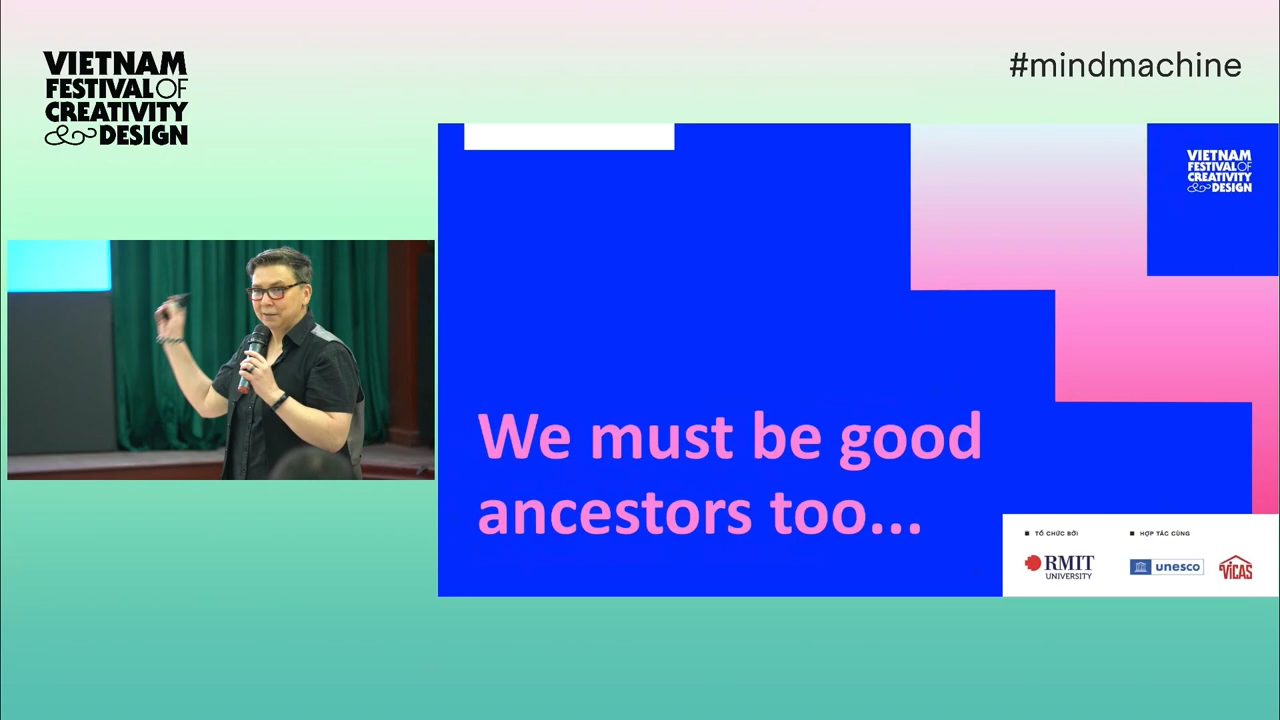 VIETNAM
FESTIVAL OF
CREATIVITY
& DESIGN
#mindmachine
VIETNAM
FESTIVAL OF
CREATIVITY
& DESIGN
We must be good
ancestors too...
TỔ CHỨC BỞI
HỢP TÁC CÙNG
RMIT
UNIVERSITY
unesco
VICAS